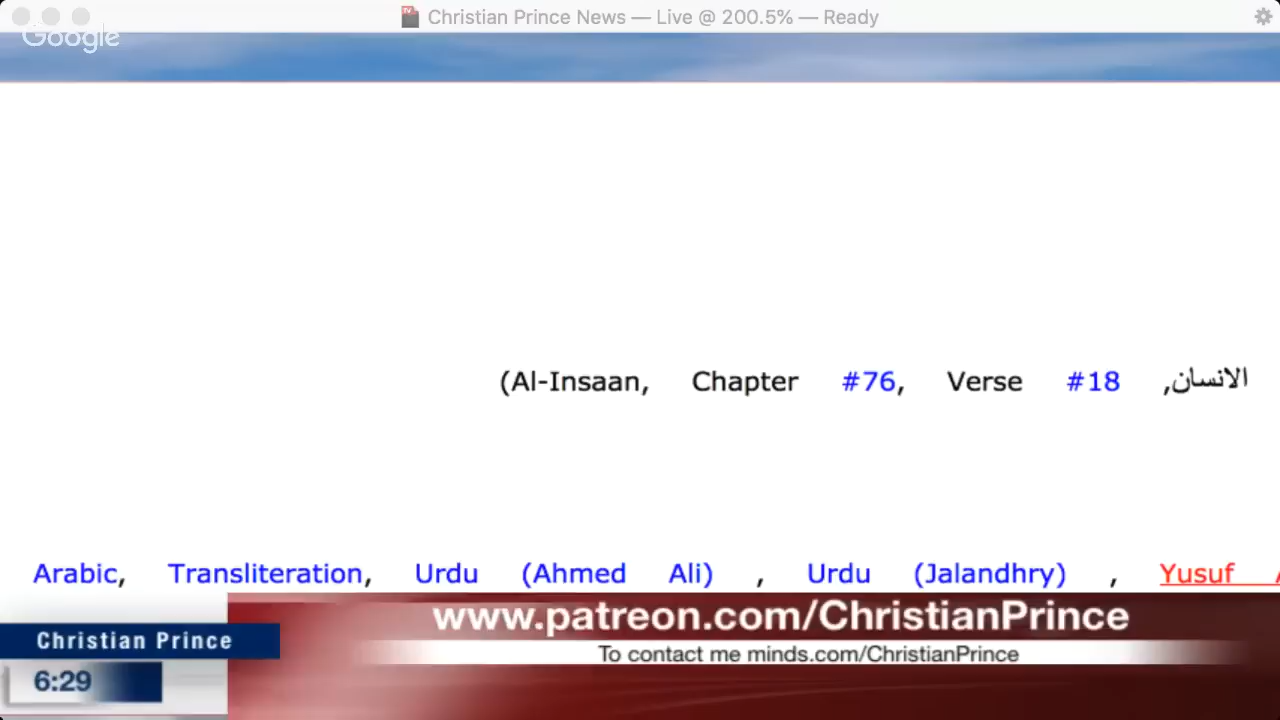 Christian Prince News — Live @ 200.5% — Ready
Google
(Al-Insaan, Chapter #76, Verse #18 ,الانسان
Arabic, Transliteration, Urdu (Ahmed Ali) , Urdu (Jalandhry) , Yusuf
www.patreon.com/ChristianPrince
Christian Prince
To contact me minds.com/ChristianPrince
6:29